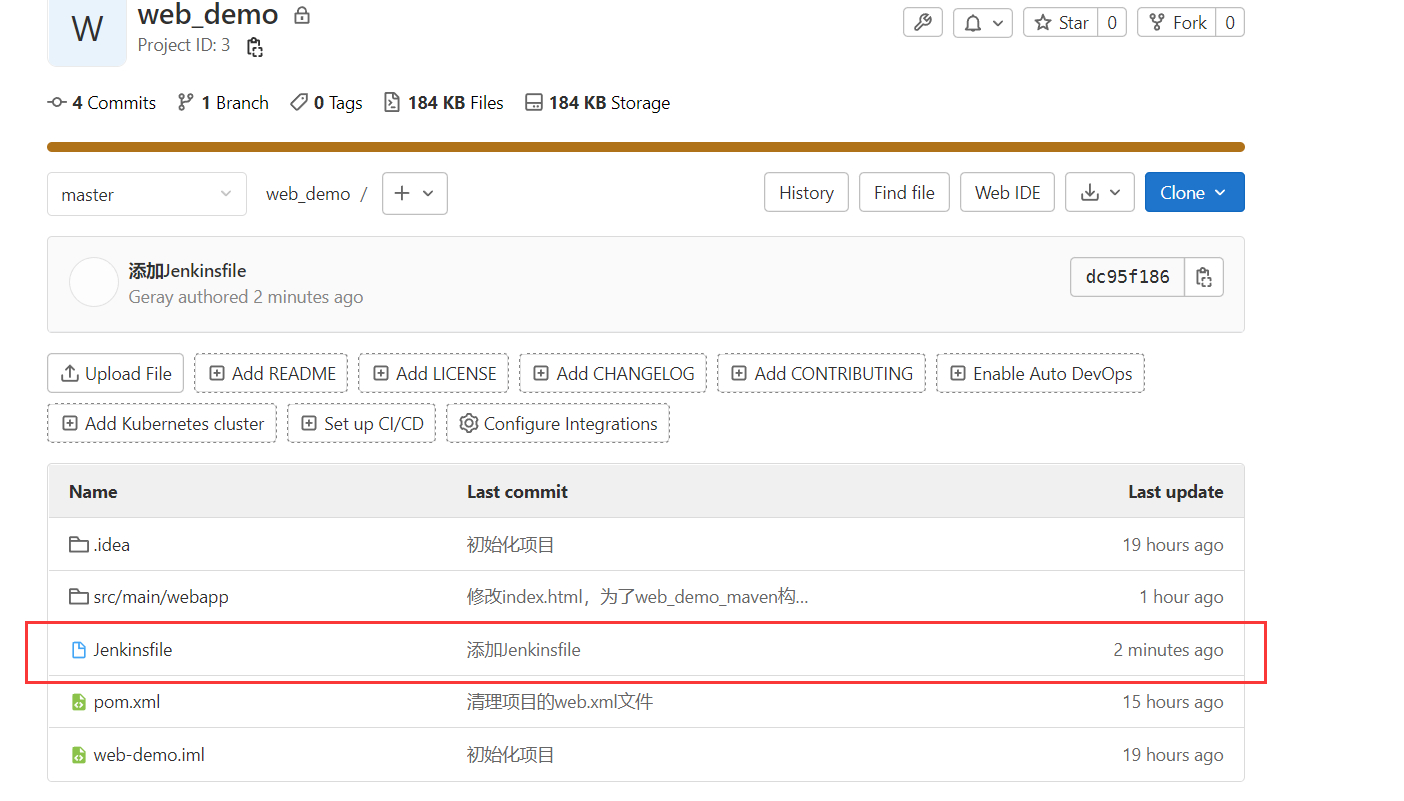 W
web_demo
Project ID: 3
Star 0
Fork 0
4 Commits 1 Branch 0 Tags 184 KB Files 184 KB Storage
master web_demo / History Find file Web IDE Clone
添加Jenkinsfile
Geray authored 2 minutes ago
dc95f186
Upload File Add README Add LICENSE Add CHANGELOG Add CONTRIBUTING Enable Auto DevOps
Add Kubernetes cluster Set up CI/CD Configure Integrations
Name Last commit Last update
.idea 初始化项目 19 hours ago
src/main/webapp 修改index.html，为了web_demo_maven构... 1 hour ago
Jenkinsfile 添加Jenkinsfile 2 minutes ago
pom.xml 清理项目的web.xml文件 15 hours ago
web-demo.iml 初始化项目 19 hours ago